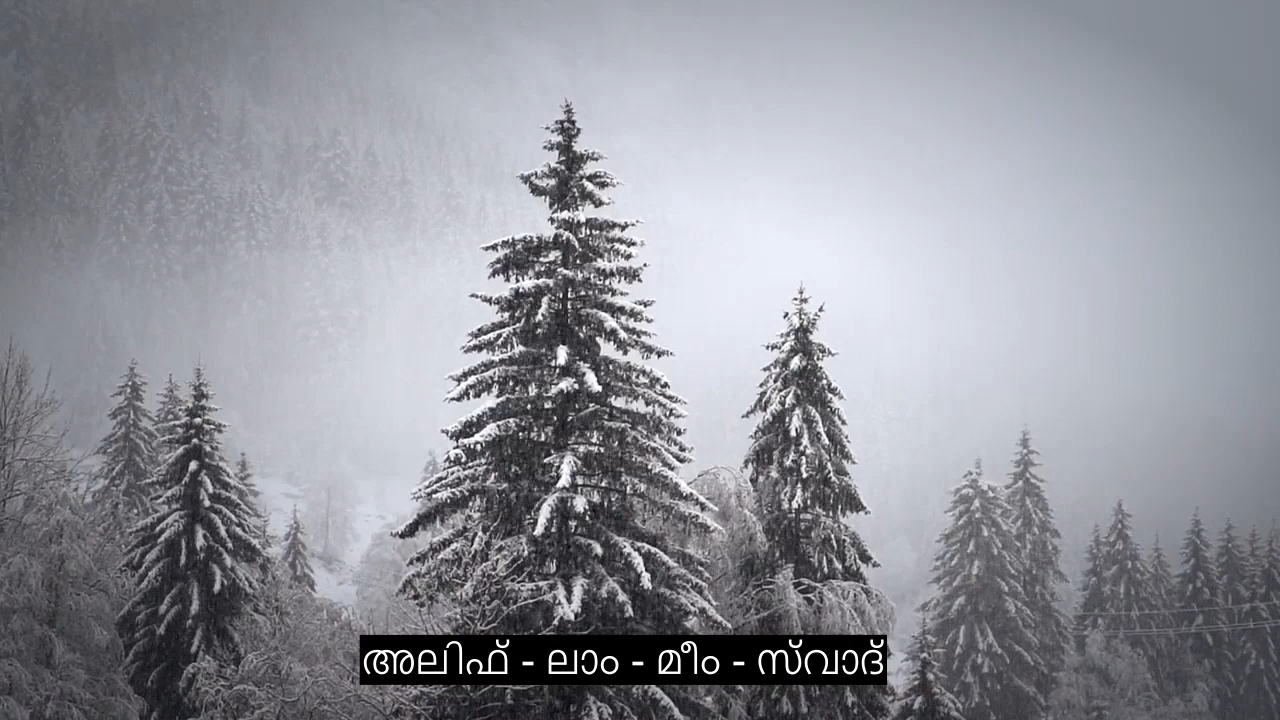 അലിഫ് - ലാം - മീം - സ്വാദ്